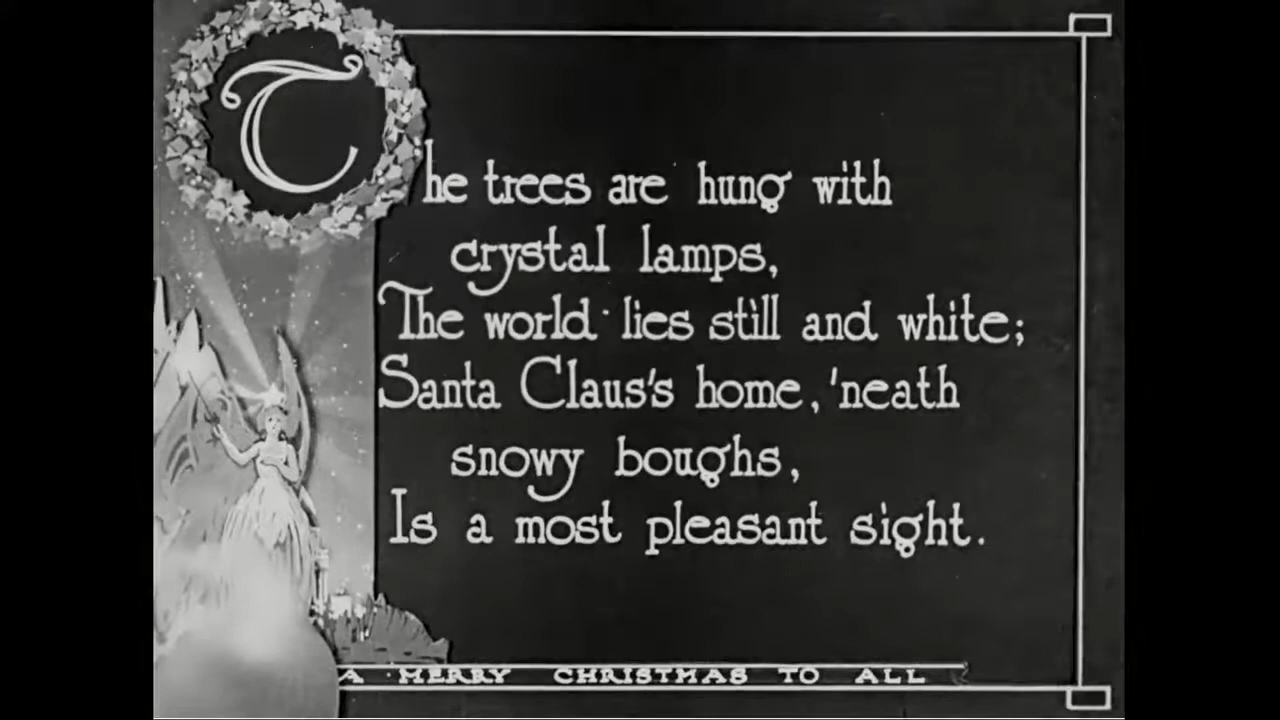 The trees are hung with
crystal lamps,
The world lies still and white;
Santa Claus's home, 'neath
snowy boughs,
Is a most pleasant sight.
A MERRY CHRISTMAS TO ALL